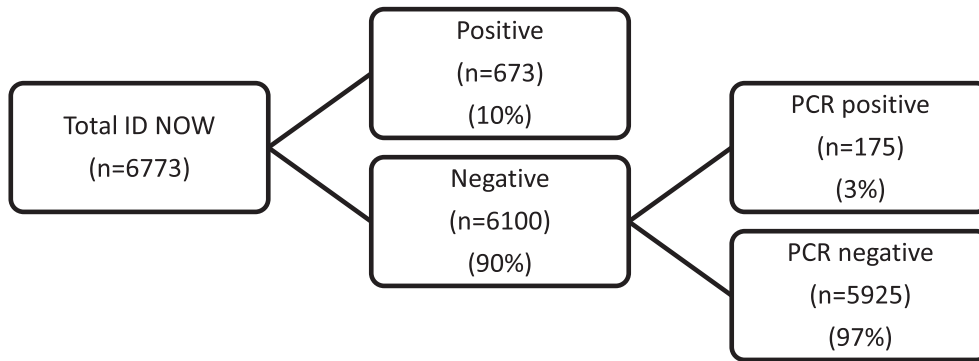 Total ID NOW
(n=6773)
Positive
(n=673)
(10%)
Negative
(n=6100)
(90%)
PCR positive
(n=175)
(3%)
PCR negative
(n=5925)
(97%)